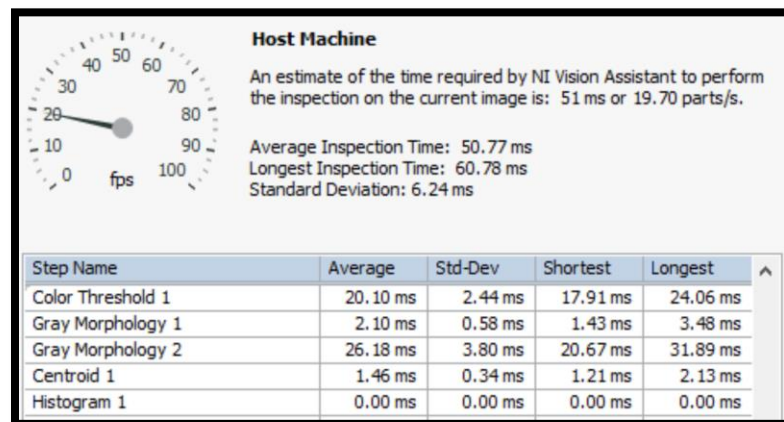 50
40
60
30
70
20
80
10
90
0
100
fps
Host Machine
An estimate of the time required by NI Vision Assistant to perform
the inspection on the current image is: 51 ms or 19.70 parts/s.
Average Inspection Time: 50.77 ms
Longest Inspection Time: 60.78 ms
Standard Deviation: 6.24 ms
Step Name Average Std-Dev Shortest Longest
Color Threshold 1 20.10 ms 2.44 ms 17.91 ms 24.06 ms
Gray Morphology 1 2.10 ms 0.58 ms 1.43 ms 3.48 ms
Gray Morphology 2 26.18 ms 3.80 ms 20.67 ms 31.89 ms
Centroid 1 1.46 ms 0.34 ms 1.21 ms 2.13 ms
Histogram 1 0.00 ms 0.00 ms 0.00 ms 0.00 ms